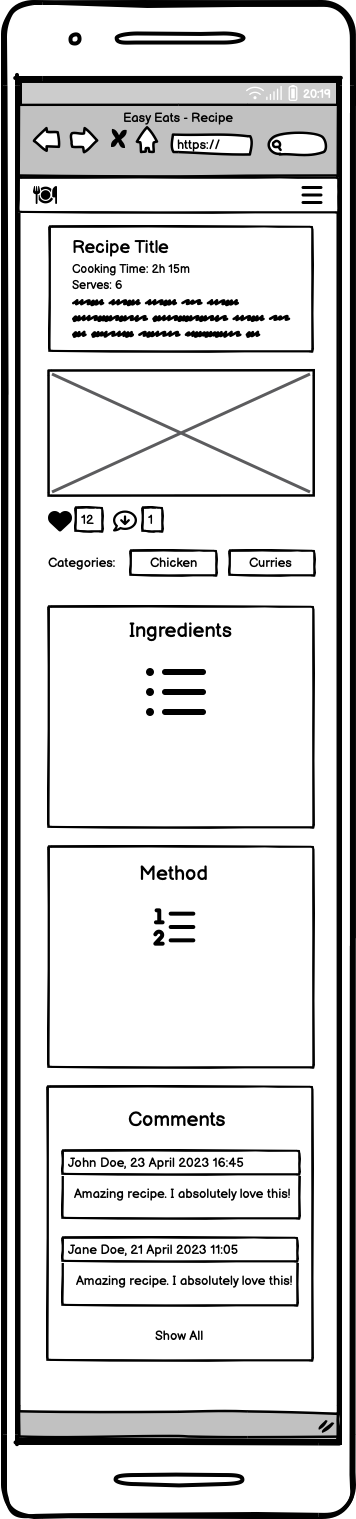 20:19
Easy Eats - Recipe
https://
Recipe Title
Cooking Time: 2h 15m
Serves: 6
12 1
Categories: Chicken Curries
Ingredients
Method
1
2
Comments
John Doe, 23 April 2023 16:45
Amazing recipe. I absolutely love this!
Jane Doe, 21 April 2023 11:05
Amazing recipe. I absolutely love this!
Show All